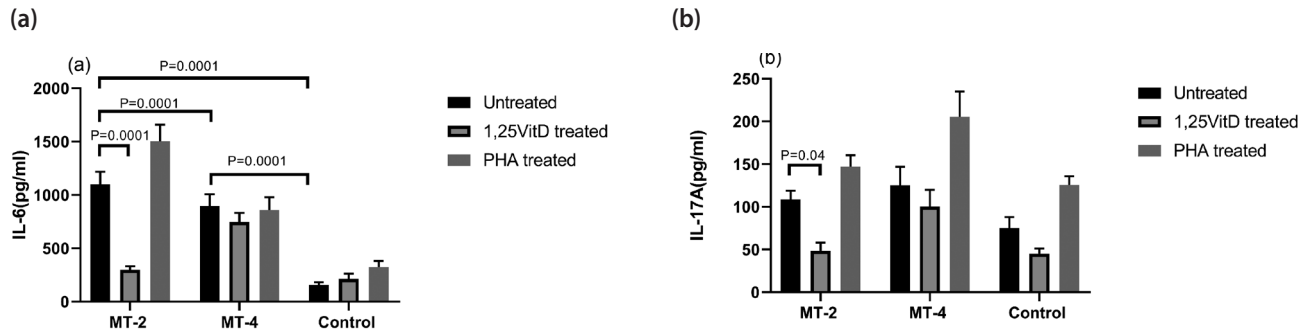 (a)
(a)
P=0.0001
P=0.0001
P=0.0001
P=0.0001
IL-6(pg/ml)
2000
1500
1000
500
0
MT-2 MT-4 Control
Untreated
1,25VitD treated
PHA treated
(b)
(b)
P=0.04
IL-17A(pg/ml)
250
200
150
100
50
0
MT-2 MT-4 Control
Untreated
1,25VitD treated
PHA treated